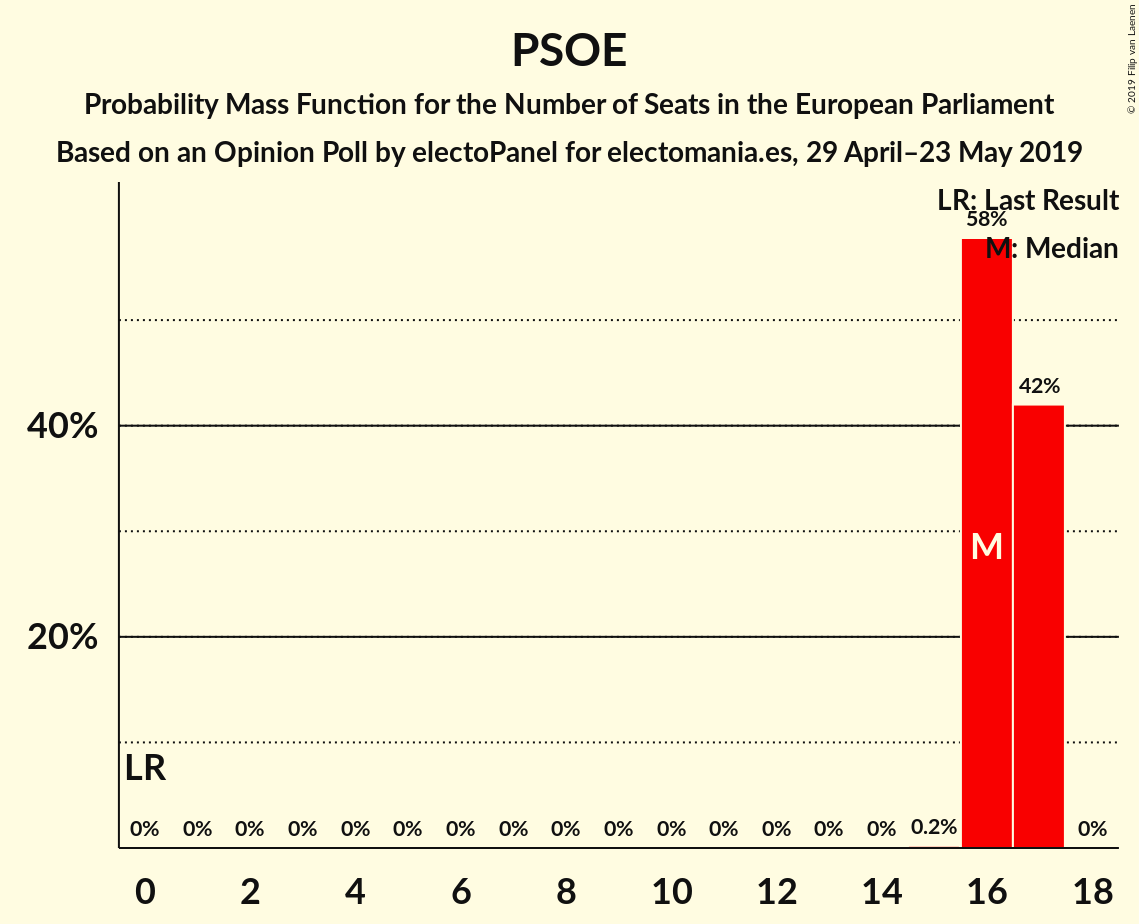 PSOE
Probability Mass Function for the Number of Seats in the European Parliament
Based on an Opinion Poll by electoPanel for electomania.es, 29 April–23 May 2019
© 2019 Filip van Laenen
LR: Last Result
58%
M: Median
42%
40%
M
20%
LR
0% 0% 0% 0% 0% 0% 0% 0% 0% 0% 0% 0% 0% 0% 0% 0.2% 0%
0 2 4 6 8 10 12 14 16 18